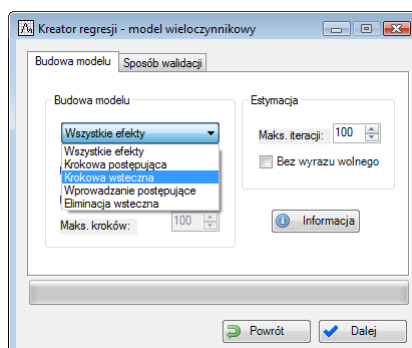 Kreator regresji - model wieloczynnikowy
Budowa modelu
Sposób walidacji
Budowa modelu
Estymacja
Wszystkie efekty
Maks. iteracji: 100
Wszystkie efekty
Krokowa postępująca
Bez wyrazu wolnego
Krokowa wsteczna
Wprowadzanie postępujące
Eliminacja wsteczna
Maks. kroków: 100
Informacja
Powrót
Dalej